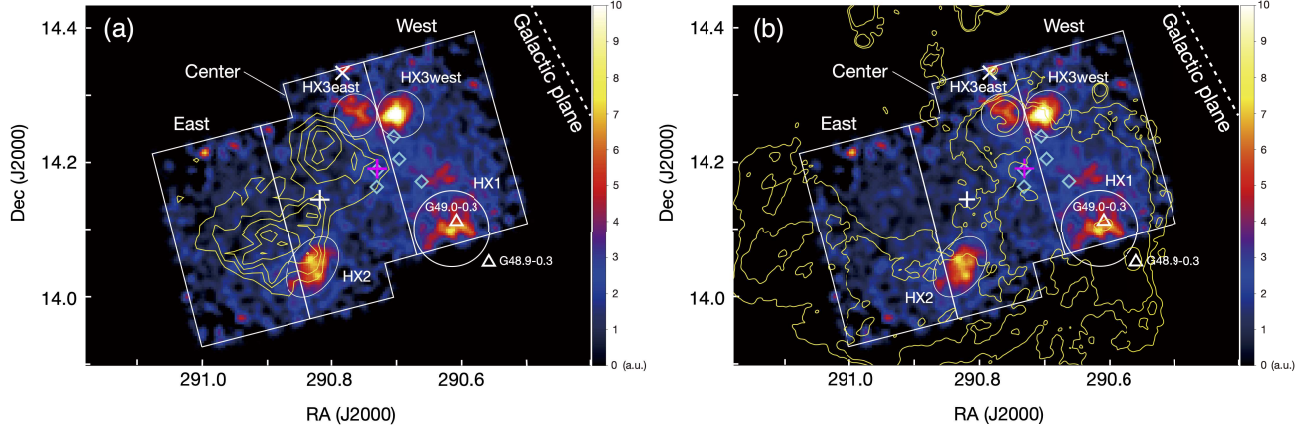 (a)
West
Galactic plane
Center
HX3east
HX3west
East
HX1
G49.0-0.3
G48.9-0.3
HX2
14.4
14.2
14.0
Dec (J2000)
291.0
290.8
290.6
RA (J2000)
10
9
8
7
6
5
4
3
2
1
0 (a.u.)
(b)
West
Galactic plane
Center
HX3east
HX3west
East
HX1
G49.0-0.3
G48.9-0.3
HX2
14.4
14.2
14.0
Dec (J2000)
291.0
290.8
290.6
RA (J2000)
10
9
8
7
6
5
4
3
2
1
0 (a.u.)